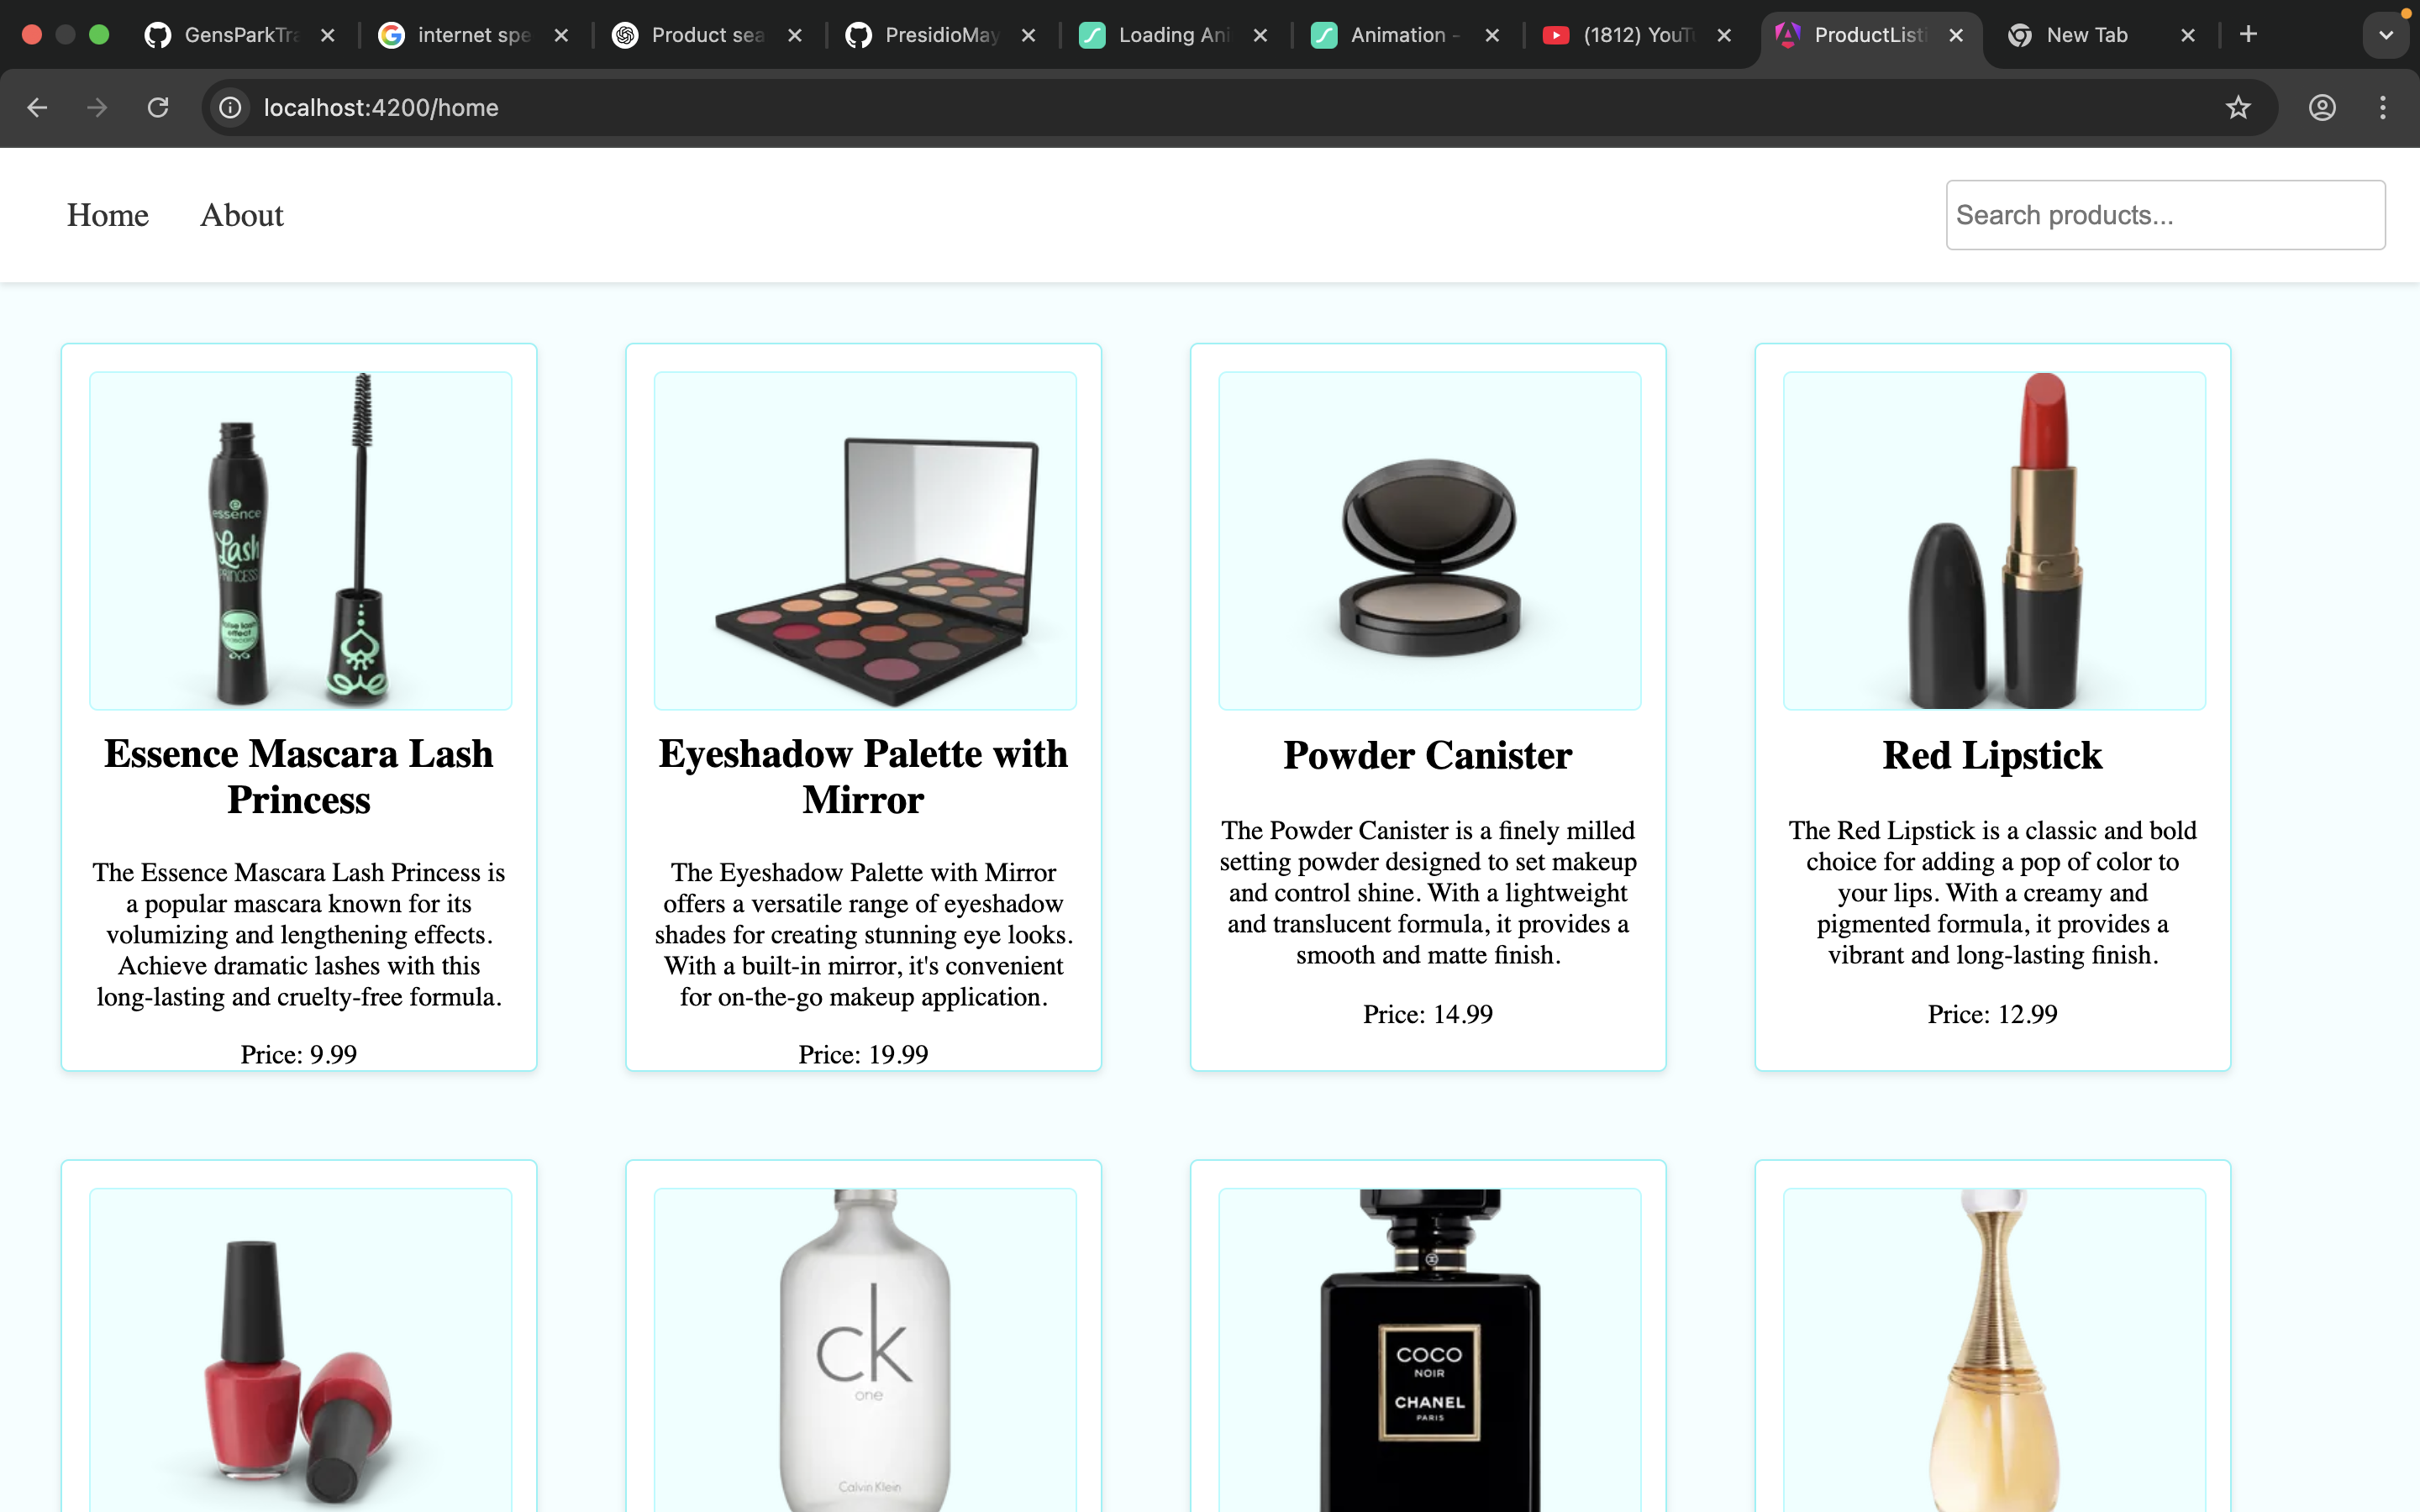 GensParkTra
internet spe
Product sea
PresidioMay
Loading Ani
Animation -
(1812) YouTu
ProductListi
New Tab
localhost:4200/home
Home
About
Search products...
essence
Lash
PRINCESS
false lash
effect
mascara
Essence Mascara Lash
Princess
The Essence Mascara Lash Princess is
a popular mascara known for its
volumizing and lengthening effects.
Achieve dramatic lashes with this
long-lasting and cruelty-free formula.
Price: 9.99
Eyeshadow Palette with
Mirror
The Eyeshadow Palette with Mirror
offers a versatile range of eyeshadow
shades for creating stunning eye looks.
With a built-in mirror, it's convenient
for on-the-go makeup application.
Price: 19.99
Powder Canister
The Powder Canister is a finely milled
setting powder designed to set makeup
and control shine. With a lightweight
and translucent formula, it provides a
smooth and matte finish.
Price: 14.99
Red Lipstick
The Red Lipstick is a classic and bold
choice for adding a pop of color to
your lips. With a creamy and
pigmented formula, it provides a
vibrant and long-lasting finish.
Price: 12.99
ck
one
Calvin Klein
COCO
NOIR
CHANEL
PARIS